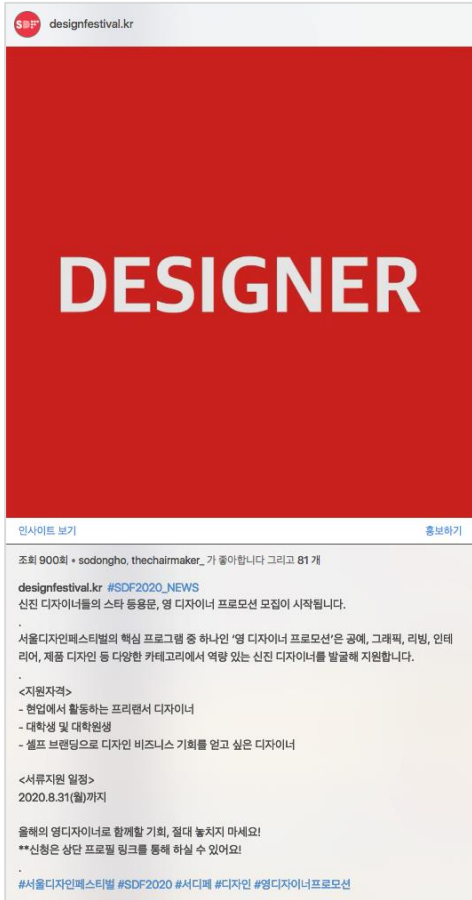 SDF
designfestival.kr
DESIGNER
인사이트 보기
홍보하기
조회 900회 • sodongho, thechairmaker_ 가 좋아합니다 그리고 81 개
designfestival.kr #SDF2020_NEWS
신진 디자이너들의 스타 등용문, 영 디자이너 프로모션 모집이 시작됩니다.
.
서울디자인페스티벌의 핵심 프로그램 중 하나인 ‘영 디자이너 프로모션’은 공예, 그래픽, 리빙, 인테
리어, 제품 디자인 등 다양한 카테고리에서 역량 있는 신진 디자이너를 발굴해 지원합니다.
.
<지원자격>
- 현업에서 활동하는 프리랜서 디자이너
- 대학생 및 대학원생
- 셀프 브랜딩으로 디자인 비즈니스 기회를 얻고 싶은 디자이너
<서류지원 일정>
2020.8.31(월)까지
올해의 영디자이너로 함께할 기회, 절대 놓치지 마세요!
**신청은 상단 프로필 링크를 통해 하실 수 있어요!
.
#서울디자인페스티벌 #SDF2020 #서디페 #디자인 #영디자이너프로모션